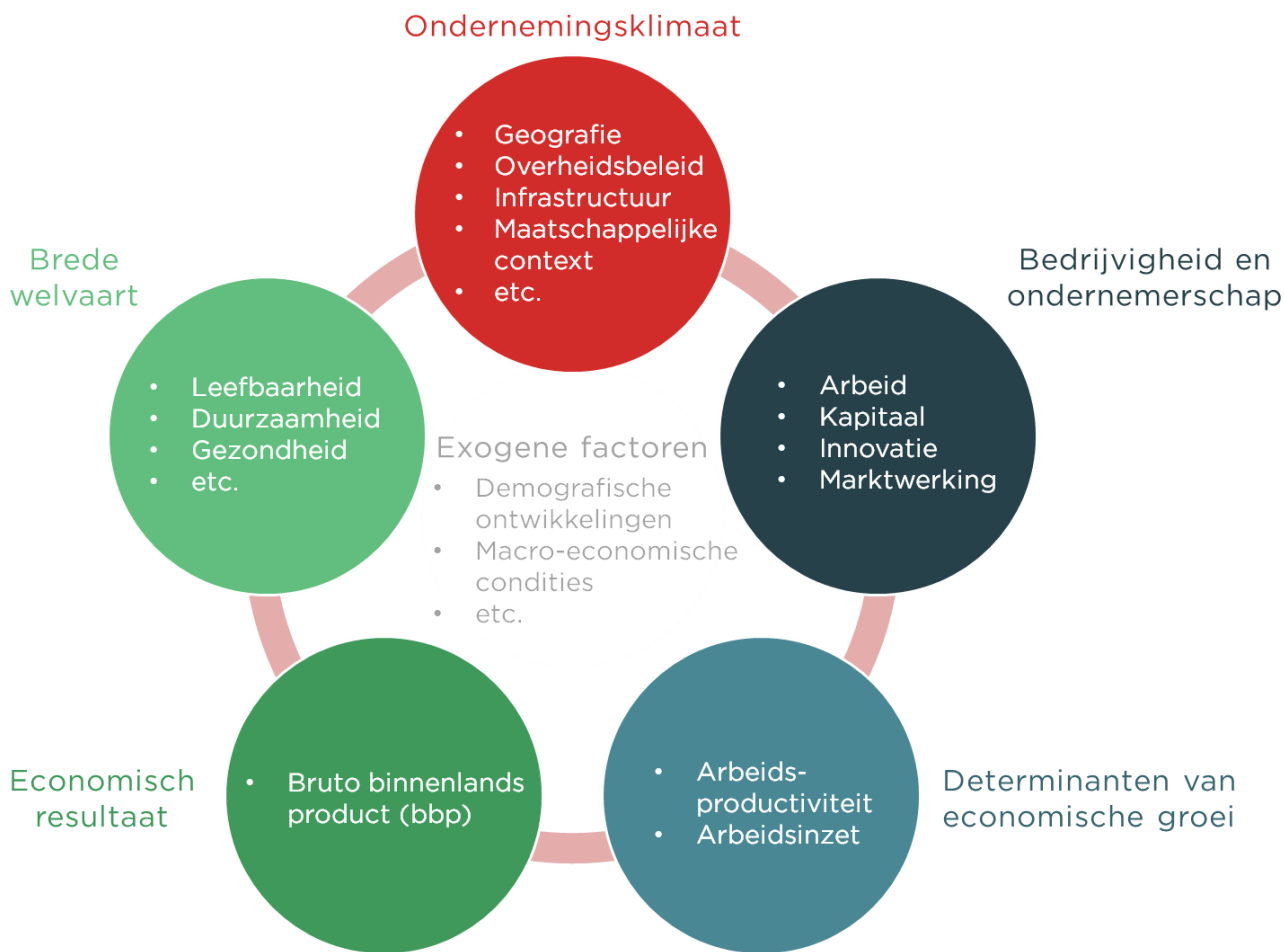 Ondernemingsklimaat
• Geografie
• Overheidsbeleid
• Infrastructuur
• Maatschappelijke
context
• etc.
Bedrijvigheid en
ondernemerschap
• Arbeid
• Kapitaal
• Innovatie
• Marktwerking
Determinanten van
economische groei
• Arbeids-
productiviteit
• Arbeidsinzet
Economisch
resultaat
• Bruto binnenlands
product (bbp)
Brede
welvaart
• Leefbaarheid
• Duurzaamheid
• Gezondheid
• etc.
Exogene factoren
• Demografische
ontwikkelingen
• Macro-economische
condities
• etc.